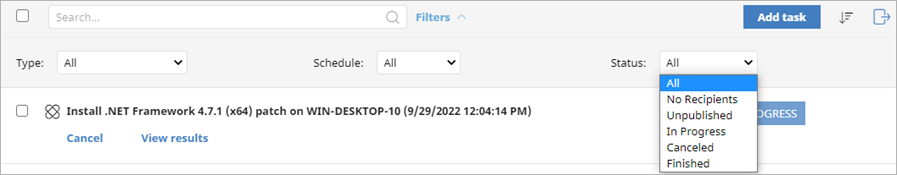 Search...
Filters
Add task
Type:
All
Schedule:
All
Status:
All
All
No Recipients
Unpublished
In Progress
Canceled
Finished
Install .NET Framework 4.7.1 (x64) patch on WIN-DESKTOP-10 (9/29/2022 12:04:14 PM)
Cancel
View results